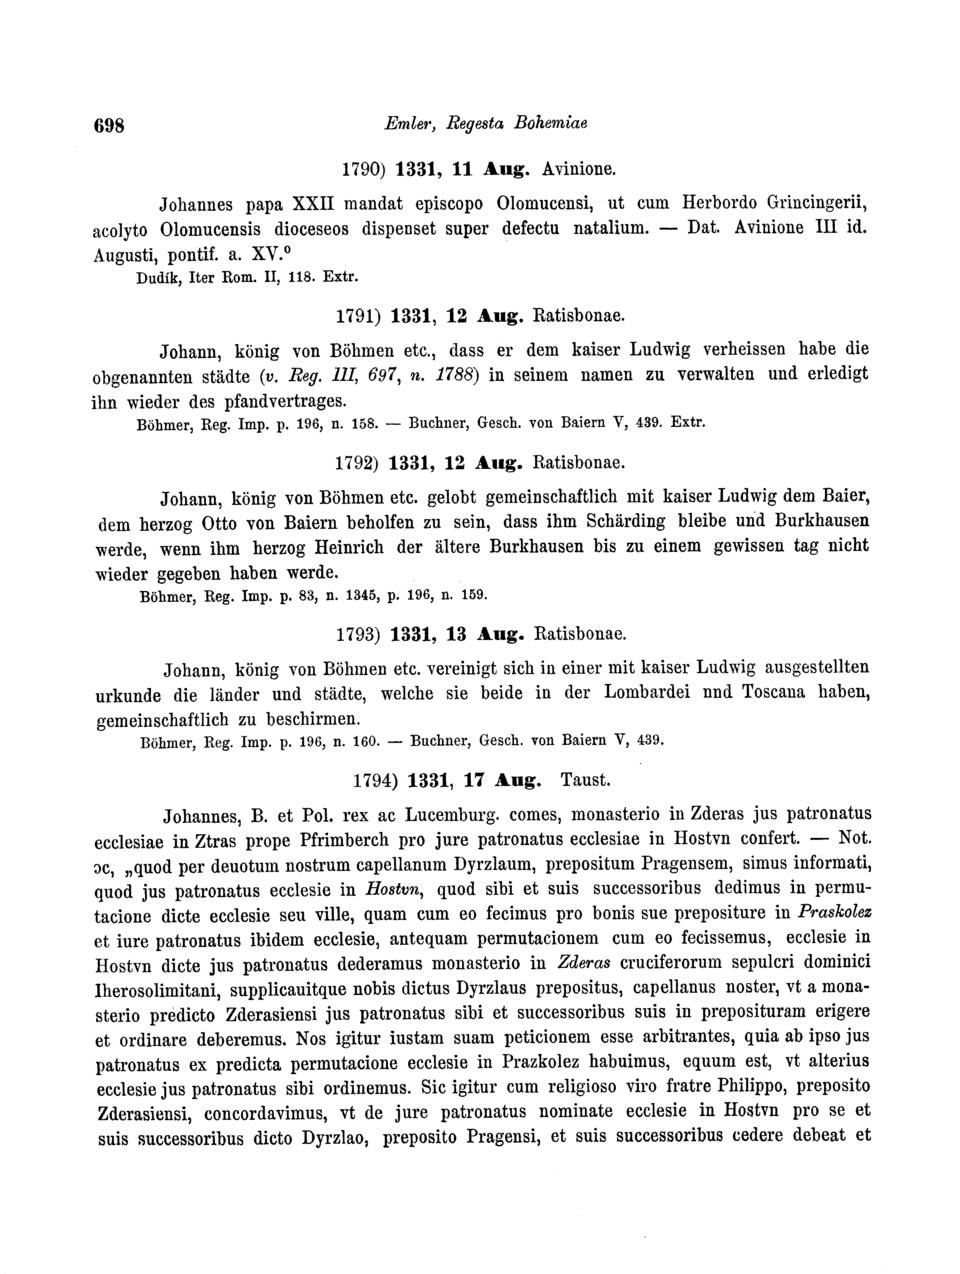 698
Emler, Regesta Bohemiae
1790) 1331, 11 Aug. Avinione.
Johannes papa XXII mandat episcopo Olomucensi, ut cum Herbordo Grincingerii,
acolyto Olomucensis dioceseos dispenset super defectu natalium. — Dat. Avinione III id.
Augusti, pontif. a. XV.⁰
Dudík, Iter Rom. II, 118. Extr.
1791) 1331, 12 Aug. Ratisbonae.
Johann, könig von Böhmen etc., dass er dem kaiser Ludwig verheissen habe die
obgenannten städte (v. Reg. III, 697, n. 1788) in seinem namen zu verwalten und erledigt
ihn wieder des pfandvertrages.
Böhmer, Reg. Imp. p. 196, n. 158. — Buchner, Gesch. von Baiern V, 439. Extr.
1792) 1331, 12 Aug. Ratisbonae.
Johann, könig von Böhmen etc. gelobt gemeinschaftlich mit kaiser Ludwig dem Baier,
dem herzog Otto von Baiern beholfen zu sein, dass ihm Schärding bleibe und Burkhausen
werde, wenn ihm herzog Heinrich der ältere Burkhausen bis zu einem gewissen tag nicht
wieder gegeben haben werde.
Böhmer, Reg. Imp. p. 83, n. 1345, p. 196, n. 159.
1793) 1331, 13 Aug. Ratisbonae.
Johann, könig von Böhmen etc. vereinigt sich in einer mit kaiser Ludwig ausgestellten
urkunde die länder und städte, welche sie beide in der Lombardei nnd Toscana haben,
gemeinschaftlich zu beschirmen.
Böhmer, Reg. Imp. p. 196, n. 160. — Buchner, Gesch. von Baiern V, 439.
1794) 1331, 17 Aug. Taust.
Johannes, B. et Pol. rex ac Lucemburg. comes, monasterio in Zderas jus patronatus
ecclesiae in Ztras prope Pfrimberch pro jure patronatus ecclesiae in Hostvn confert. — Not.
ɔc, „quod per deuotum nostrum capellanum Dyrzlaum, prepositum Pragensem, simus informati,
quod jus patronatus ecclesie in Hostvn, quod sibi et suis successoribus dedimus in permu-
tacione dicte ecclesie seu ville, quam cum eo fecimus pro bonis sue prepositure in Praskolez
et iure patronatus ibidem ecclesie, antequam permutacionem cum eo fecissemus, ecclesie in
Hostvn dicte jus patronatus dederamus monasterio in Zderas cruciferorum sepulcri dominici
Iherosolimitani, supplicauitque nobis dictus Dyrzlaus prepositus, capellanus noster, vt a mona-
sterio predicto Zderasiensi jus patronatus sibi et successoribus suis in preposituram erigere
et ordinare deberemus. Nos igitur iustam suam peticionem esse arbitrantes, quia ab ipso jus
patronatus ex predicta permutacione ecclesie in Prazkolez habuimus, equum est, vt alterius
ecclesie jus patronatus sibi ordinemus. Sic igitur cum religioso viro fratre Philippo, preposito
Zderasiensi, concordavimus, vt de jure patronatus nominate ecclesie in Hostvn pro se et
suis successoribus dicto Dyrzlao, preposito Pragensi, et suis successoribus cedere debeat et